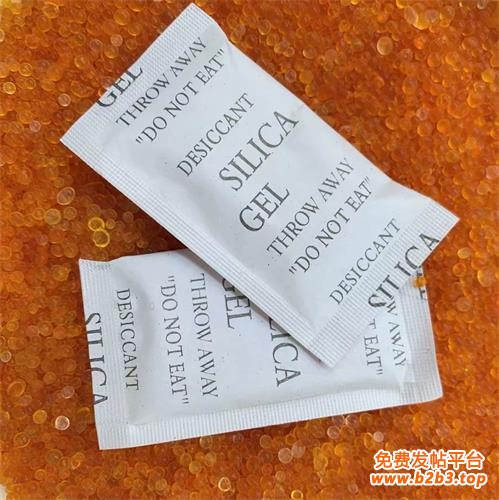 GEL
THROW AWAY
"DO NOT EAT"
DESICCANT
SILICA
GEL
THROW AWAY
"DO NOT EAT"
DESICCANT
SILICA
SILICA
DESICCANT
"DO NOT EAT"
THROW AWAY
GEL
SILICA
免费发帖平台
www.b2b3.top